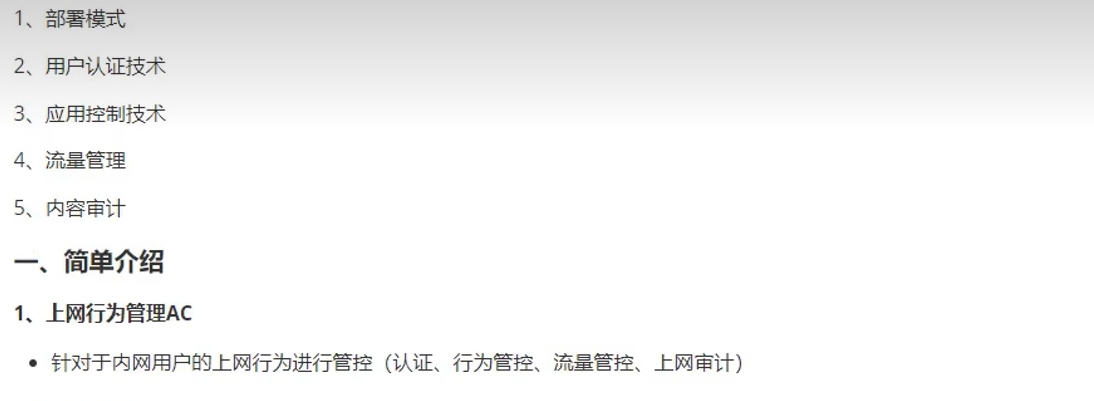 1、部署模式
2、用户认证技术
3、应用控制技术
4、流量管理
5、内容审计
一、简单介绍
1、上网行为管理AC
• 针对于内网用户的上网行为进行管控（认证、行为管控、流量管控、上网审计）